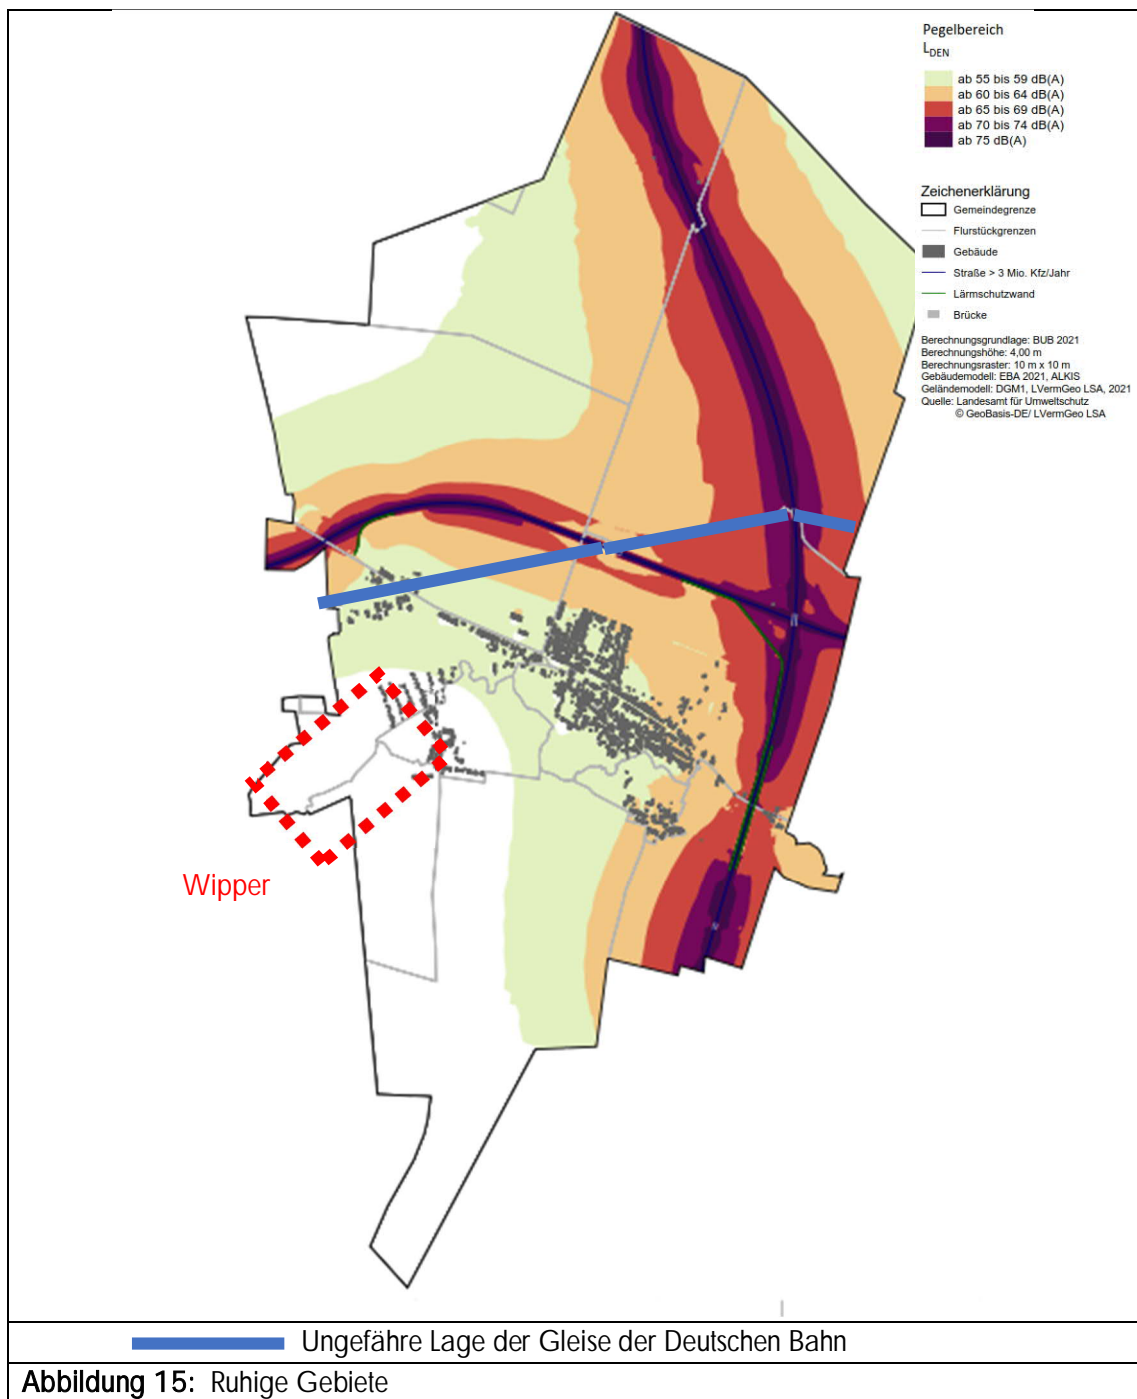 Pegelbereich
LDEN
ab 55 bis 59 dB(A)
ab 60 bis 64 dB(A)
ab 65 bis 69 dB(A)
ab 70 bis 74 dB(A)
ab 75 dB(A)
Zeichenerklärung
Gemeindegrenze
Flurstückgrenzen
Gebäude
Straße > 3 Mio. Kfz/Jahr
Lärmschutzwand
Brücke
Berechnungsgrundlage: BUB 2021
Berechnungshöhe: 4,00 m
Berechnungsraster: 10 m x 10 m
Gebäudemodell: EBA 2021, ALKIS
Geländemodell: DGM1, LVermGeo LSA, 2021
Quelle: Landesamt für Umweltschutz
© GeoBasis-DE/ LVermGeo LSA
Wipper
Ungefähre Lage der Gleise der Deutschen Bahn
Abbildung 15: Ruhige Gebiete